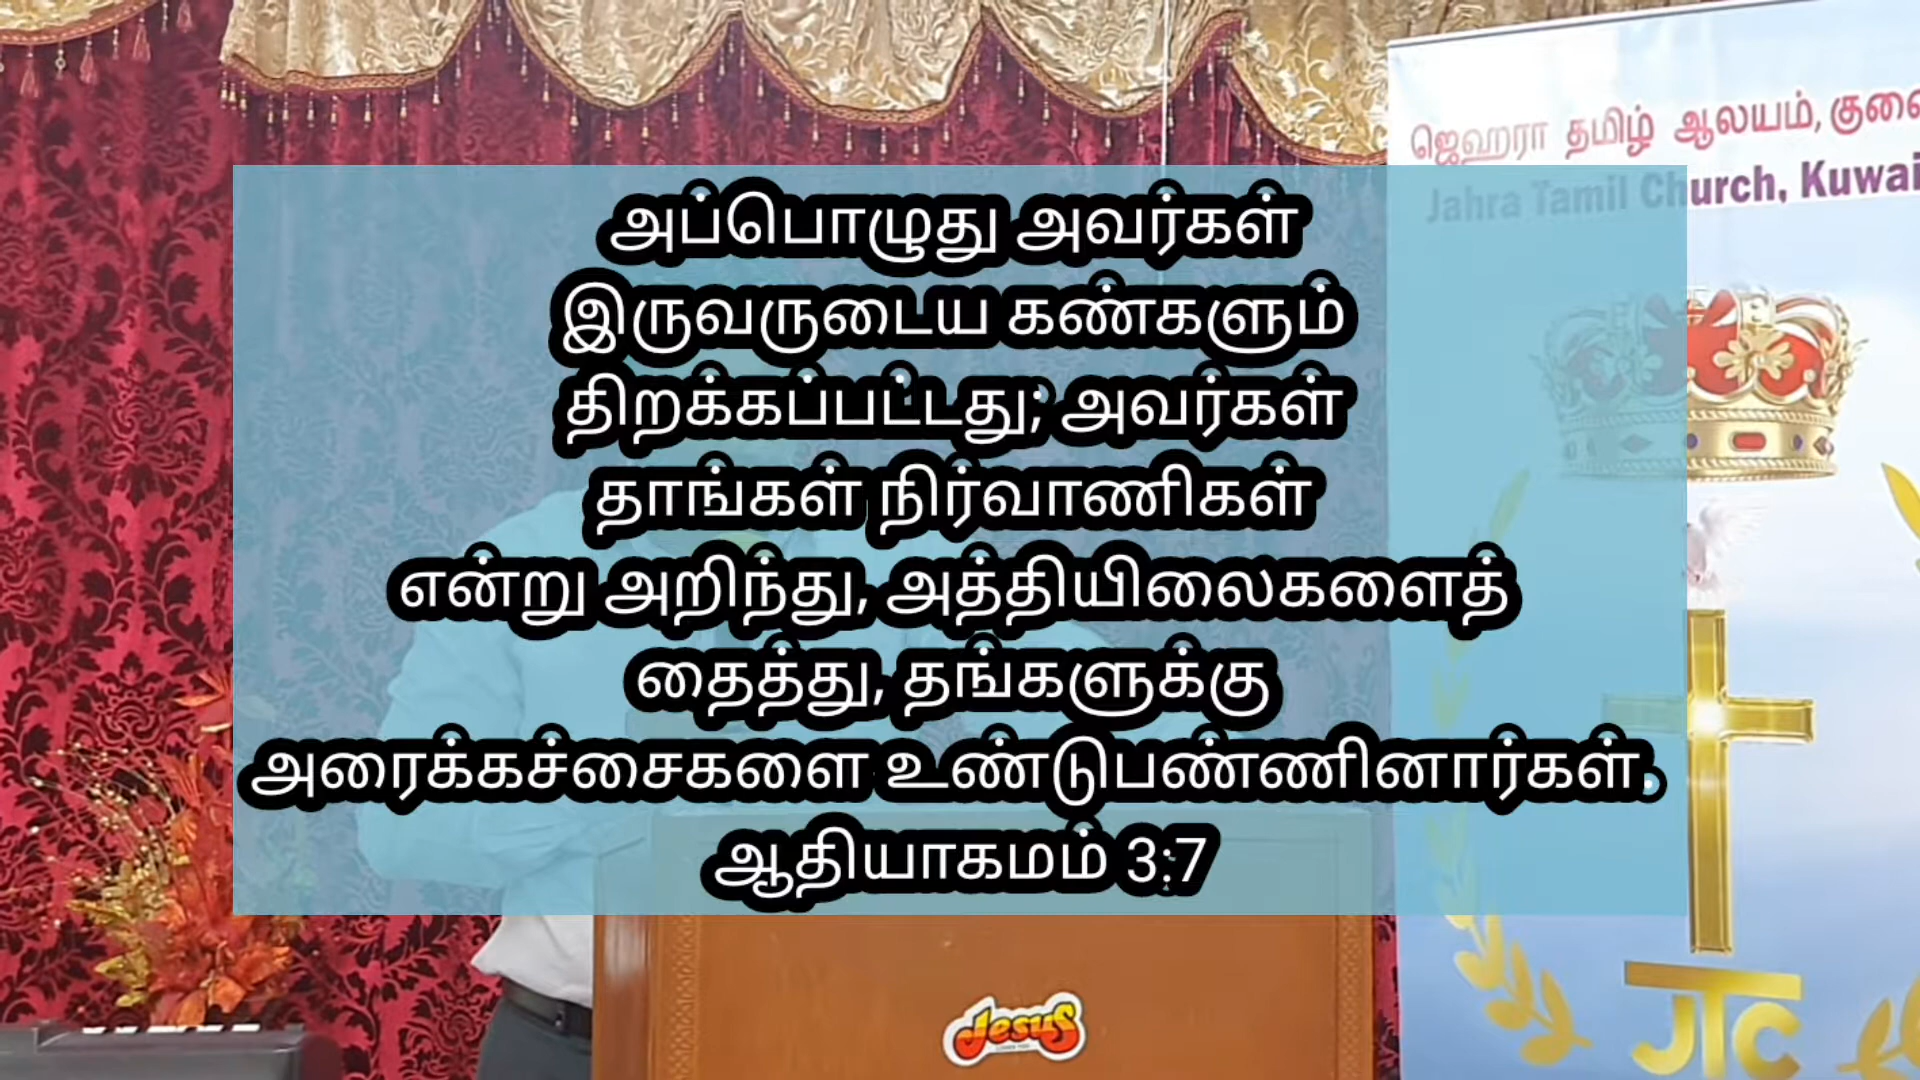 ஜெஹரா தமிழ் ஆலயம்,
Jahra Tamil Church,
அப்பொழுது அவர்கள்
இருவருடைய கண்களும்
திறக்கப்பட்டது; அவர்கள்
தாங்கள் நிர்வாணிகள்
என்று அறிந்து, அத்தியிலைகளைத்
தைத்து, தங்களுக்கு
அரைக்கச்சைகளை உண்டுபண்ணினார்கள்.
ஆதியாகமம் 3:7
Jesus
JTC